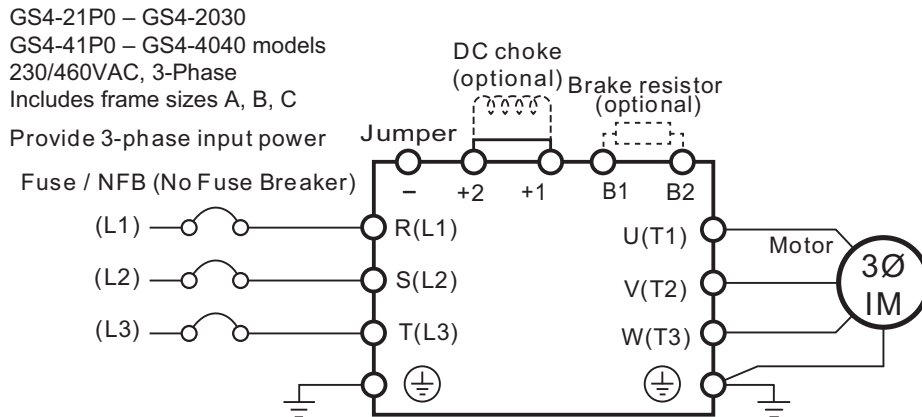 GS4-21P0 – GS4-2030
GS4-41P0 – GS4-4040 models
230/460VAC, 3-Phase
Includes frame sizes A, B, C
Provide 3-phase input power
DC choke
(optional)
Brake resistor
(optional)
Jumper
Fuse / NFB (No Fuse Breaker)
– +2 +1 B1 B2
(L1) R(L1) U(T1) Motor
(L2) S(L2) V(T2)
3Ø
IM
(L3) T(L3) W(T3)